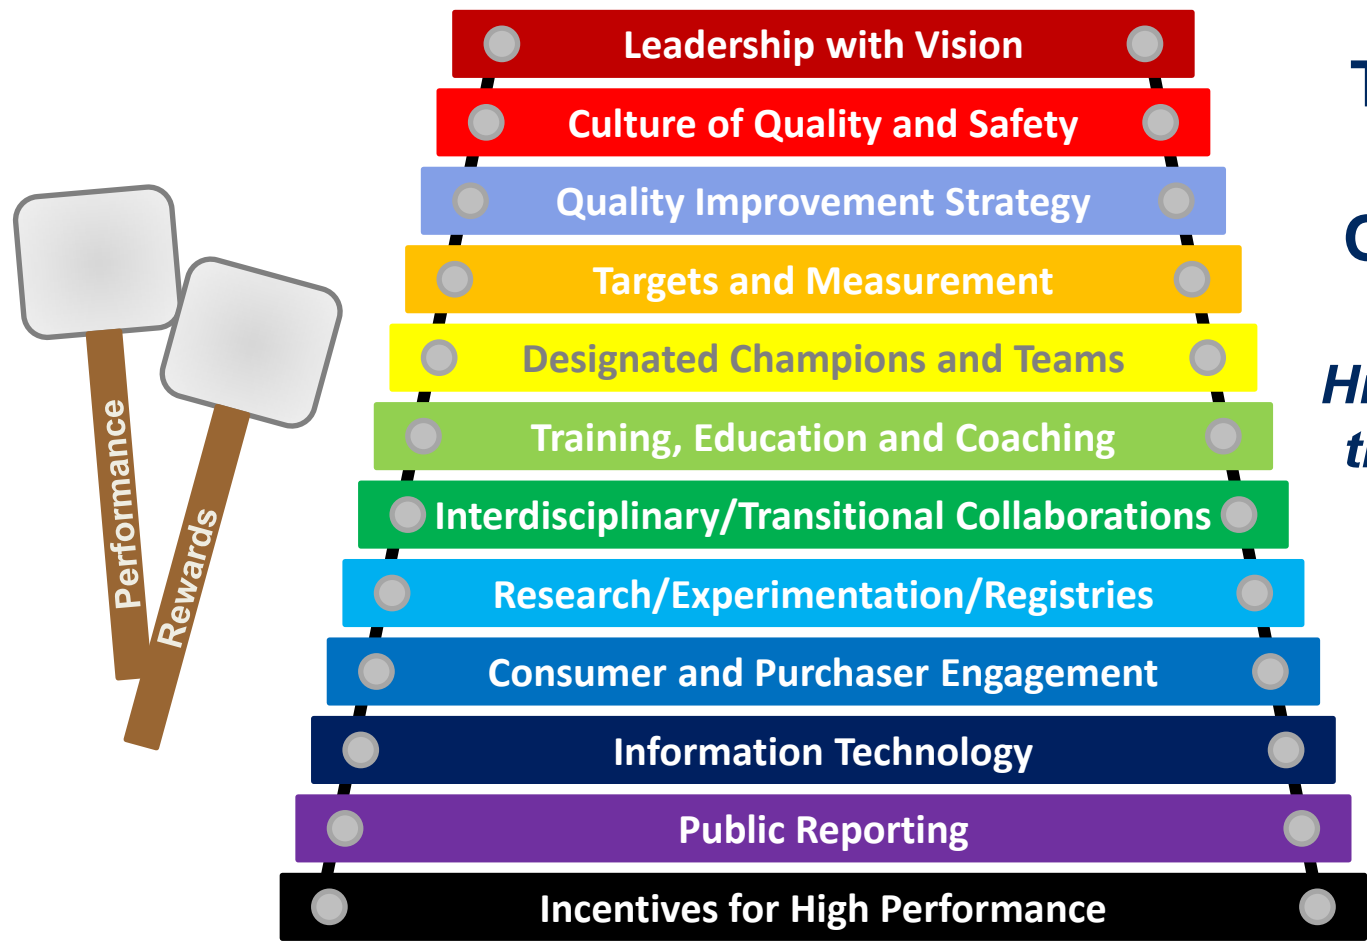 Leadership with Vision
Culture of Quality and Safety
Quality Improvement Strategy
Targets and Measurement
Designated Champions and Teams
Training, Education and Coaching
Interdisciplinary/Transitional Collaborations
Research/Experimentation/Registries
Consumer and Purchaser Engagement
Information Technology
Public Reporting
Incentives for High Performance
Performance
Rewards